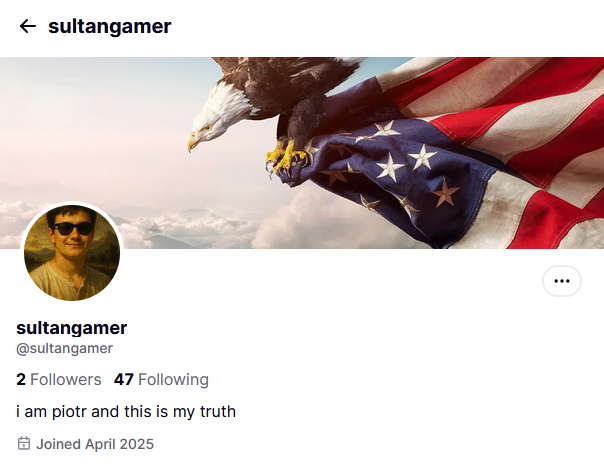 sultangamer
sultangamer
@sultangamer
2 Followers 47 Following
i am piotr and this is my truth
Joined April 2025